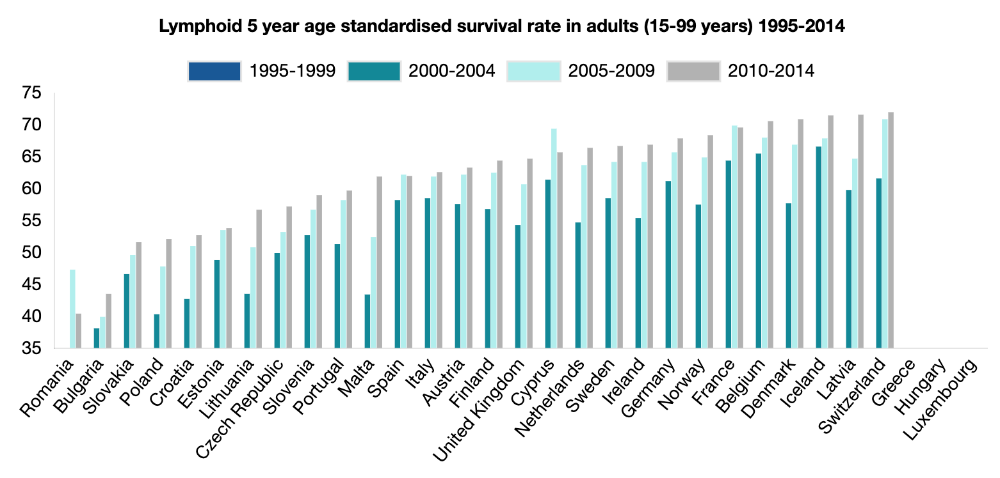 Lymphoid 5 year age standardised survival rate in adults (15-99 years) 1995-2014
1995-1999 2000-2004 2005-2009 2010-2014
75
70
65
60
55
50
45
40
35
Romania
Bulgaria
Slovakia
Poland
Croatia
Estonia
Lithuania
Czech Republic
Slovenia
Portugal
Malta
Spain
Italy
Austria
Finland
United Kingdom
Cyprus
Netherlands
Sweden
Ireland
Germany
Norway
France
Belgium
Denmark
Iceland
Latvia
Switzerland
Greece
Hungary
Luxembourg